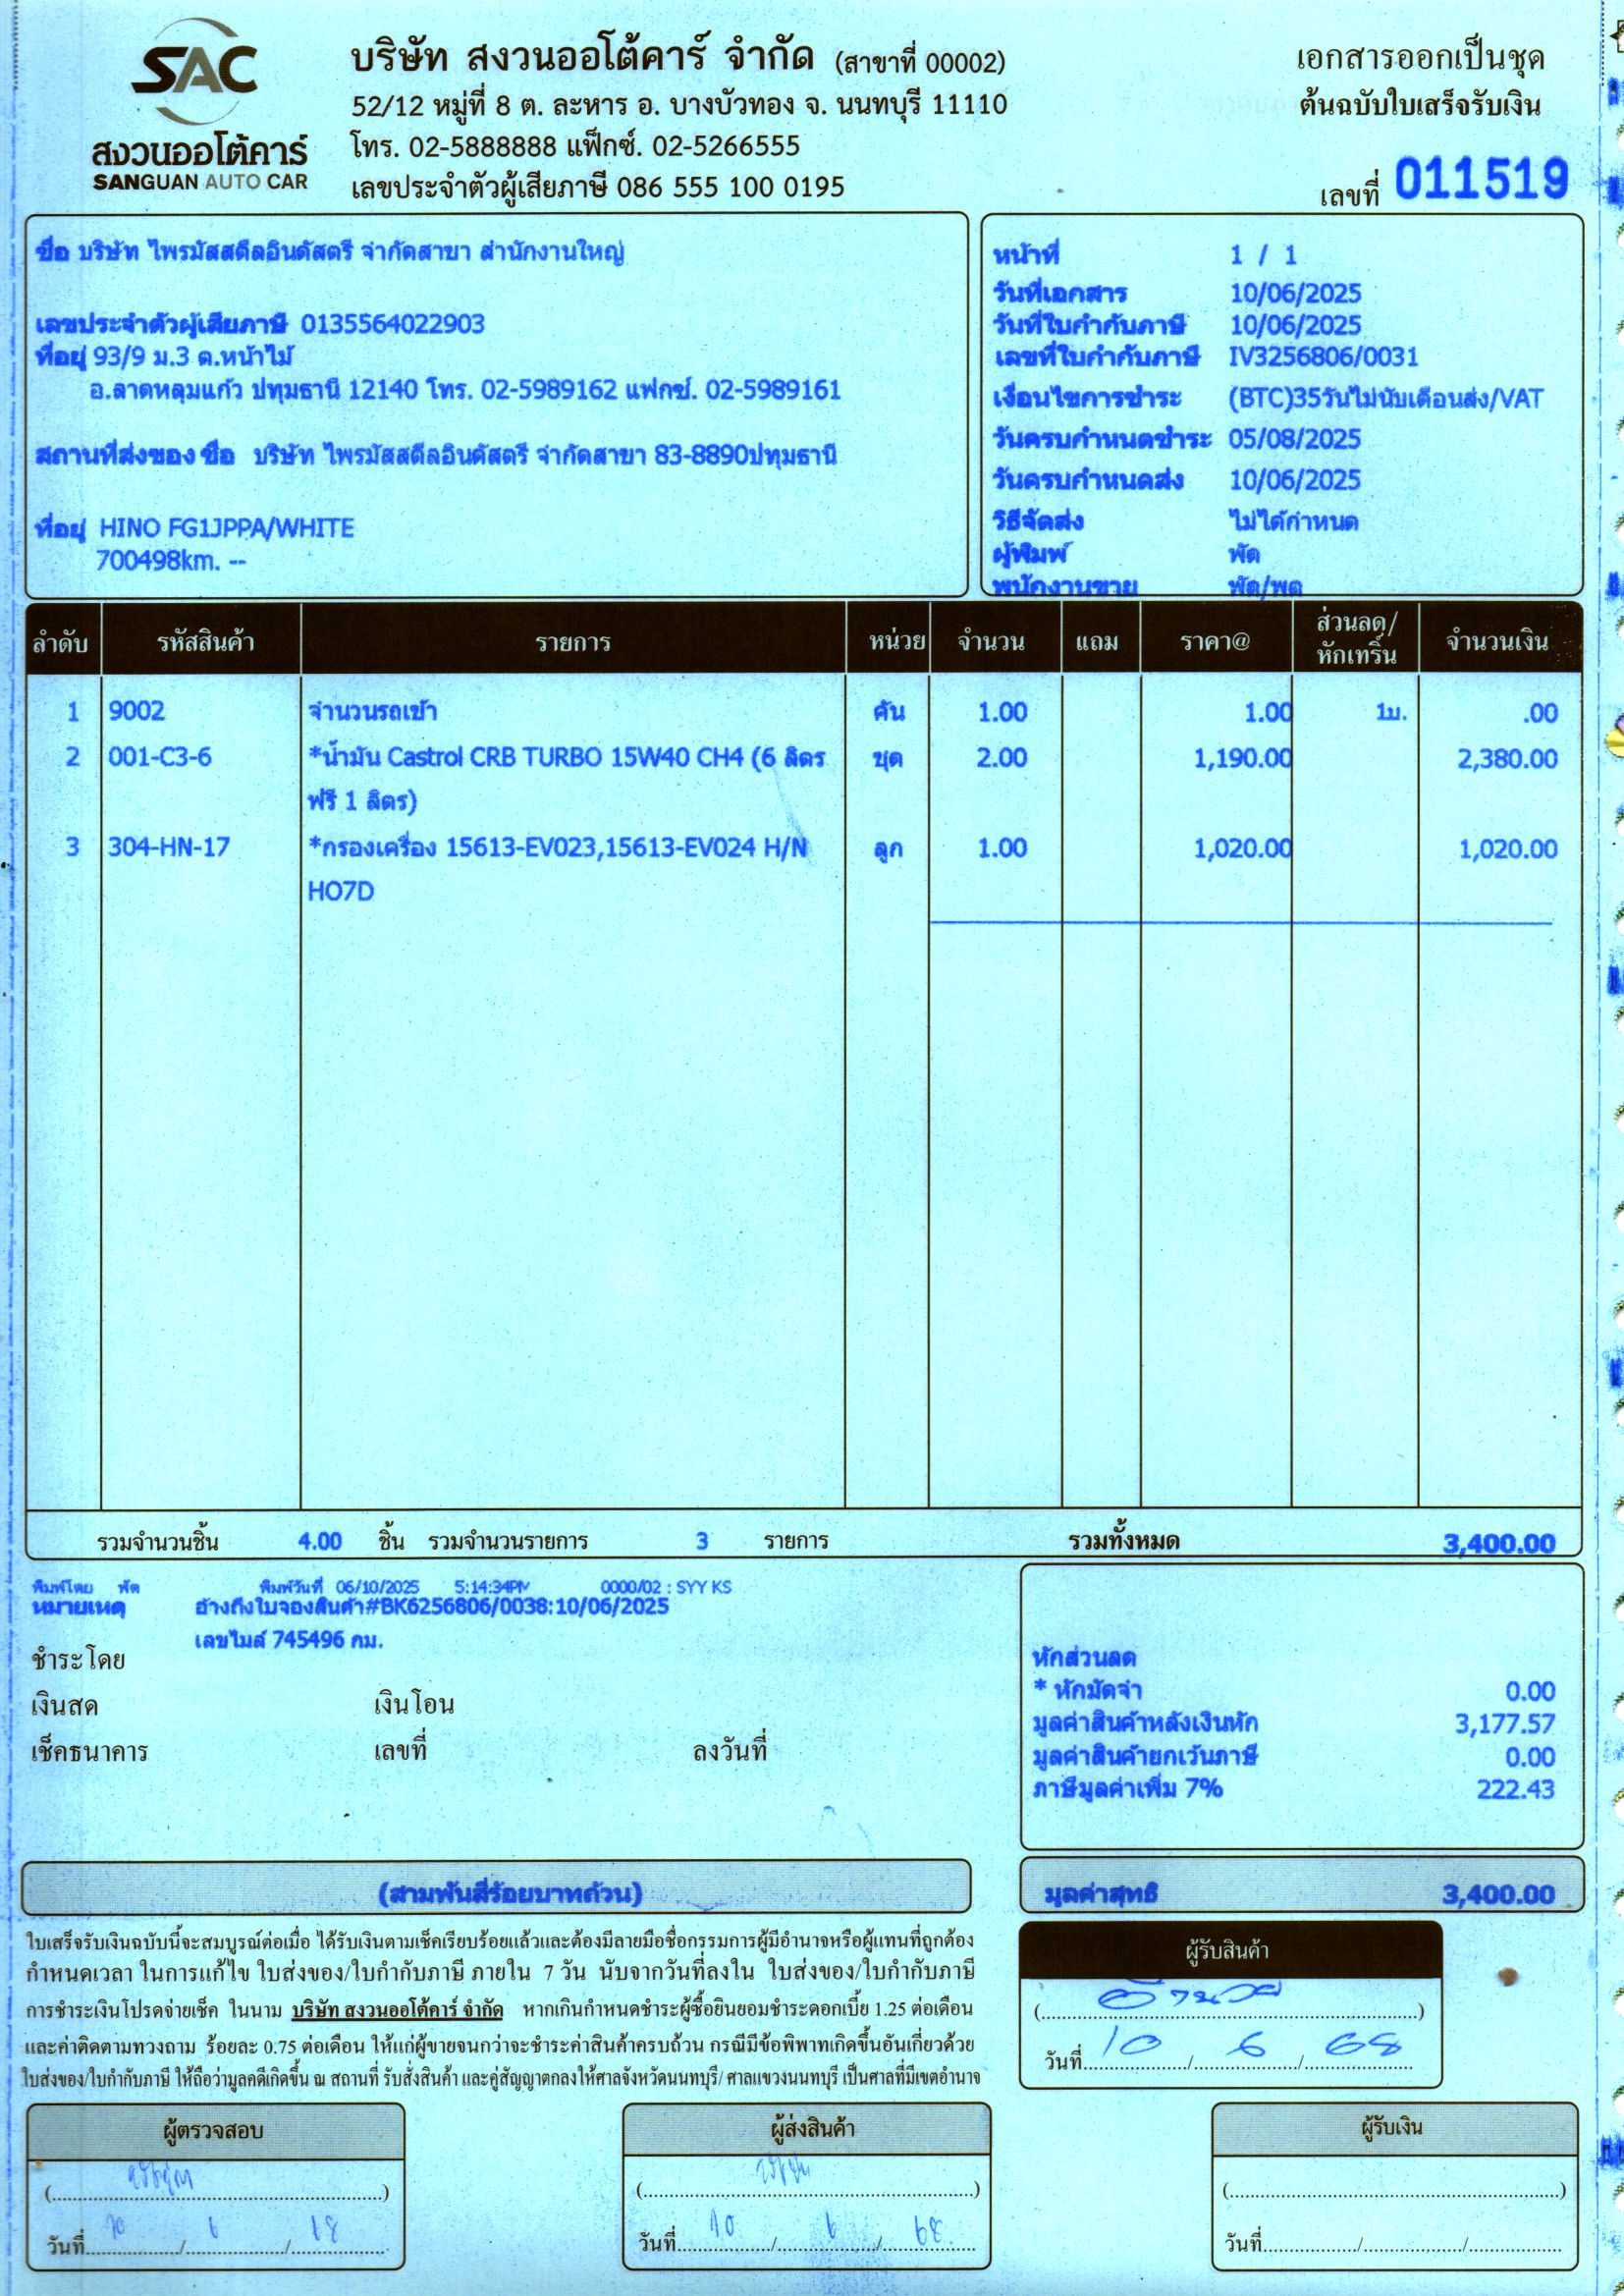 SAC
สงวนออโต้คาร์
SANGUAN AUTO CAR
บริษัท สงวนออโต้คาร์ จำกัด (สาขาที่ 00002)
52/12 หมู่ที่ 8 ต. ละหาร อ. บางบัวทอง จ. นนทบุรี 11110
โทร. 02-5888888 แฟ็กซ์. 02-5266555
เลขประจำตัวผู้เสียภาษี 086 555 100 0195
เอกสารออกเป็นชุด
ต้นฉบับใบเสร็จรับเงิน
เลขที่ 011519
ชื่อ บริษัท ไพรมัสสตีลอินดัสตรี จำกัดสาขา สำนักงานใหญ่
เลขประจำตัวผู้เสียภาษี 0135564022903
ที่อยู่ 93/9 ม.3 ต.หน้าไม้
อ.ลาดหลุมแก้ว ปทุมธานี 12140 โทร. 02-5989162 แฟกซ์. 02-5989161
สถานที่ส่งของ ชื่อ บริษัท ไพรมัสสตีลอินดัสตรี จำกัดสาขา 83-8890ปทุมธานี
ที่อยู่ HINO FG1JPPA/WHITE
700498km. --
หน้าที่ 1 / 1
วันที่เอกสาร 10/06/2025
วันที่ใบกำกับภาษี 10/06/2025
เลขที่ใบกำกับภาษี IV3256806/0031
เงื่อนไขการชำระ (BTC)35วันไม่นับเดือนส่ง/VAT
วันครบกำหนดชำระ 05/08/2025
วันครบกำหนดส่ง 10/06/2025
วิธีจัดส่ง ไม่ได้กำหนด
ผู้พิมพ์ พัด
พนักงานขาย พัด/พด
ลำดับ รหัสสินค้า รายการ หน่วย จำนวน แถม ราคา@ ส่วนลด/หักเทริ์น จำนวนเงิน
1 9002 จำนวนรถเข้า คัน 1.00 1.00 1บ. .00
2 001-C3-6 *น้ำมัน Castrol CRB TURBO 15W40 CH4 (6 ลิตร ชุด 2.00 1,190.00 2,380.00
ฟรี 1 ลิตร)
3 304-HN-17 *กรองเครื่อง 15613-EV023,15613-EV024 H/N ลูก 1.00 1,020.00 1,020.00
HO7D
รวมจำนวนชิ้น 4.00 ชิ้น รวมจำนวนรายการ 3 รายการ รวมทั้งหมด 3,400.00
พิมพ์โดย พัด พิมพ์วันที่ 06/10/2025 5:14:34PM 0000/02 : SYY KS
หมายเหตุ อ้างถึงใบจองสินค้า#BK6256806/0038:10/06/2025
เลขไมล์ 745496 กม.
ชำระโดย
เงินสด เงินโอน
เช็คธนาคาร เลขที่ ลงวันที่
หักส่วนลด
* หักมัดจำ 0.00
มูลค่าสินค้าหลังเงินหัก 3,177.57
มูลค่าสินค้ายกเว้นภาษี 0.00
ภาษีมูลค่าเพิ่ม 7% 222.43
(สามพันสี่ร้อยบาทถ้วน)
มูลค่าสุทธิ 3,400.00
ใบเสร็จรับเงินฉบับนี้จะสมบูรณ์ต่อเมื่อ ได้รับเงินตามเช็คเรียบร้อยแล้วและต้องมีลายมือชื่อกรรมการผู้มีอำนาจหรือผู้แทนที่ถูกต้อง
กำหนดเวลา ในการแก้ไข ใบส่งของ/ใบกำกับภาษี ภายใน 7 วัน นับจากวันที่ลงใน ใบส่งของ/ใบกำกับภาษี
การชำระเงินโปรดจ่ายเช็ค ในนาม บริษัท สงวนออโต้คาร์ จำกัด หากเกินกำหนดชำระผู้ซื้อยินยอมชำระดอกเบี้ย 1.25 ต่อเดือน
และค่าติดตามทวงถาม ร้อยละ 0.75 ต่อเดือน ให้แก่ผู้ขายจนกว่าจะชำระค่าสินค้าครบถ้วน กรณีมีข้อพิพาทเกิดขึ้นอันเกี่ยวด้วย
ใบส่งของ/ใบกำกับภาษี ให้ถือว่ามูลคดีเกิดขึ้น ณ สถานที่ รับสั่งสินค้า และคู่สัญญาตกลงให้ศาลจังหวัดนนทบุรี/ ศาลแขวงนนทบุรี เป็นศาลที่มีเขตอำนาจ
ผู้รับสินค้า
วันที่ 10 / 6 / 68
ผู้ตรวจสอบ
วันที่ 10 / 6 / 68
ผู้ส่งสินค้า
วันที่ 10 / 6 / 68
ผู้รับเงิน
วันที่ / /